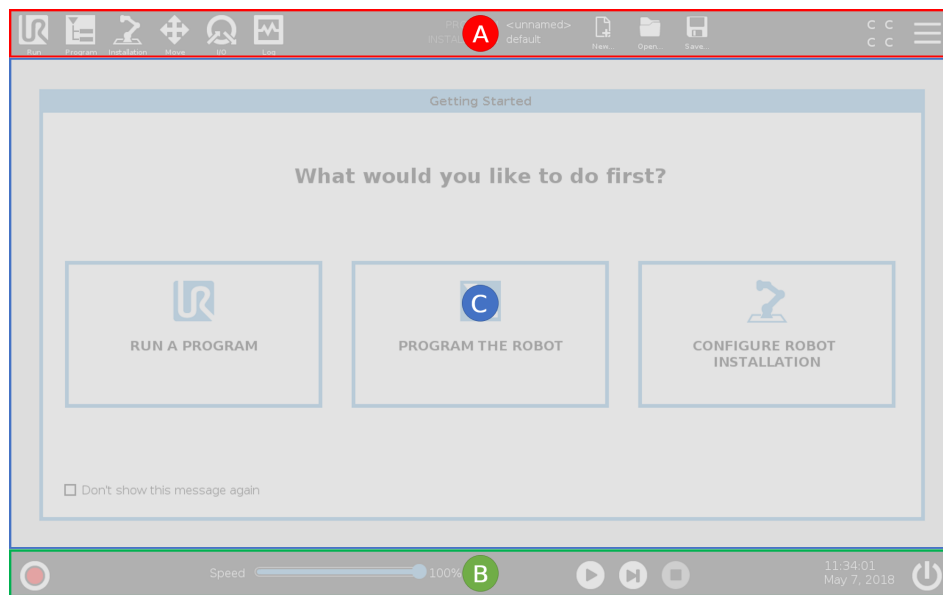 Run Program Installation Move I/O Log
<unnamed>
default
New... Open... Save...
C C
C C
A
Getting Started
What would you like to do first?
RUN A PROGRAM
PROGRAM THE ROBOT
CONFIGURE ROBOT
INSTALLATION
C
Don't show this message again
Speed 100%
B
11:34:01
May 7, 2018